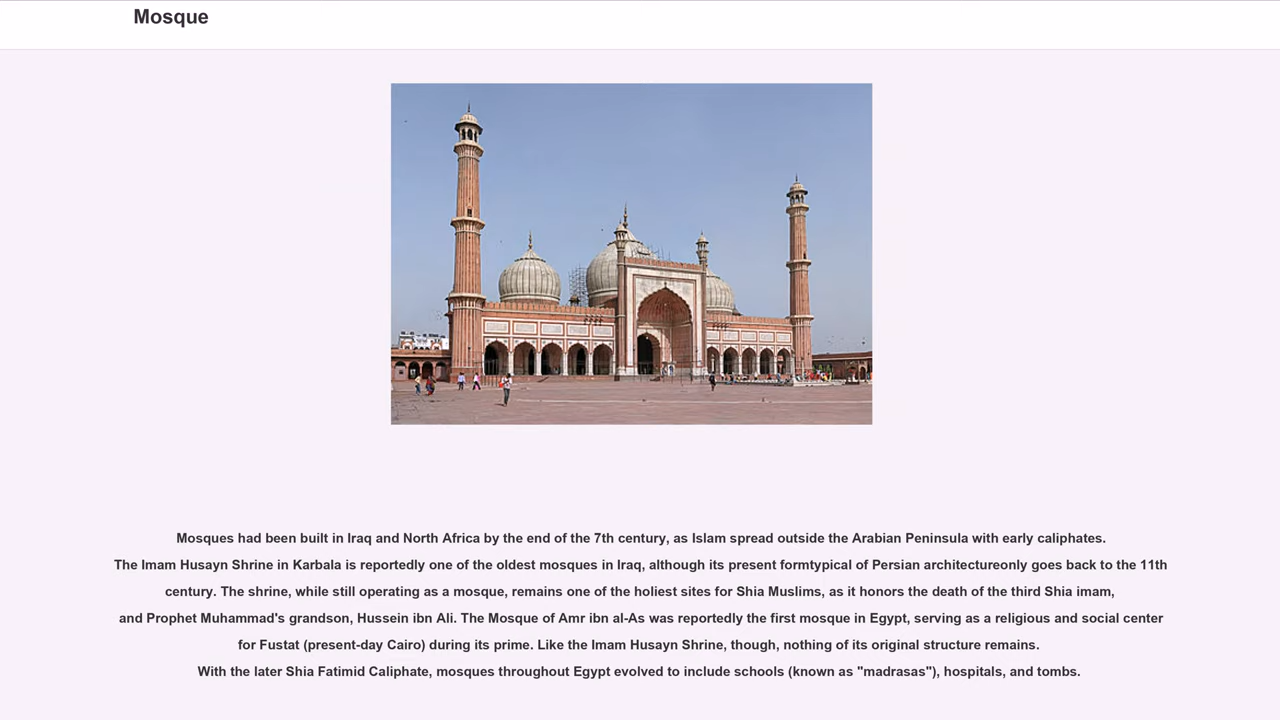 Mosque
Mosques had been built in Iraq and North Africa by the end of the 7th century, as Islam spread outside the Arabian Peninsula with early caliphates.
The Imam Husayn Shrine in Karbala is reportedly one of the oldest mosques in Iraq, although its present formtypical of Persian architectureonly goes back to the 11th
century. The shrine, while still operating as a mosque, remains one of the holiest sites for Shia Muslims, as it honors the death of the third Shia imam,
and Prophet Muhammad's grandson, Hussein ibn Ali. The Mosque of Amr ibn al-As was reportedly the first mosque in Egypt, serving as a religious and social center
for Fustat (present-day Cairo) during its prime. Like the Imam Husayn Shrine, though, nothing of its original structure remains.
With the later Shia Fatimid Caliphate, mosques throughout Egypt evolved to include schools (known as "madrasas"), hospitals, and tombs.